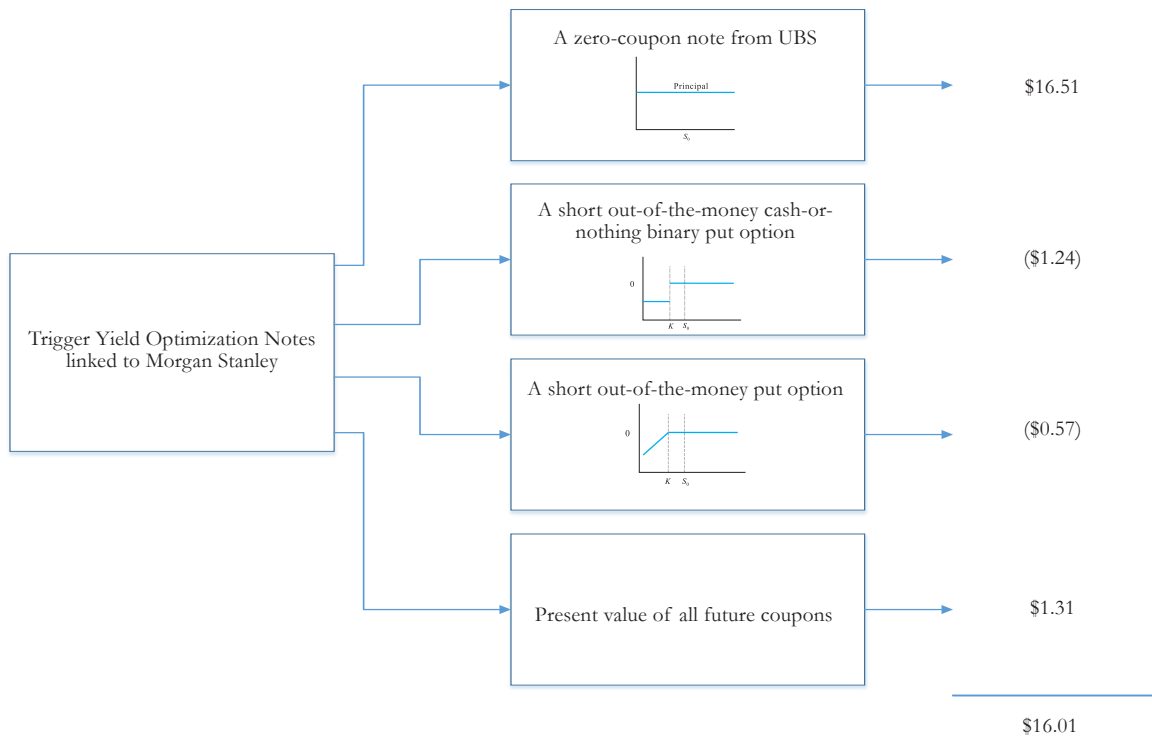 A zero-coupon note from UBS
Principal
S0
$16.51
A short out-of-the-money cash-or-
nothing binary put option
0
K S0
($1.24)
Trigger Yield Optimization Notes
linked to Morgan Stanley
A short out-of-the-money put option
0
K S0
($0.57)
Present value of all future coupons
$1.31
$16.01